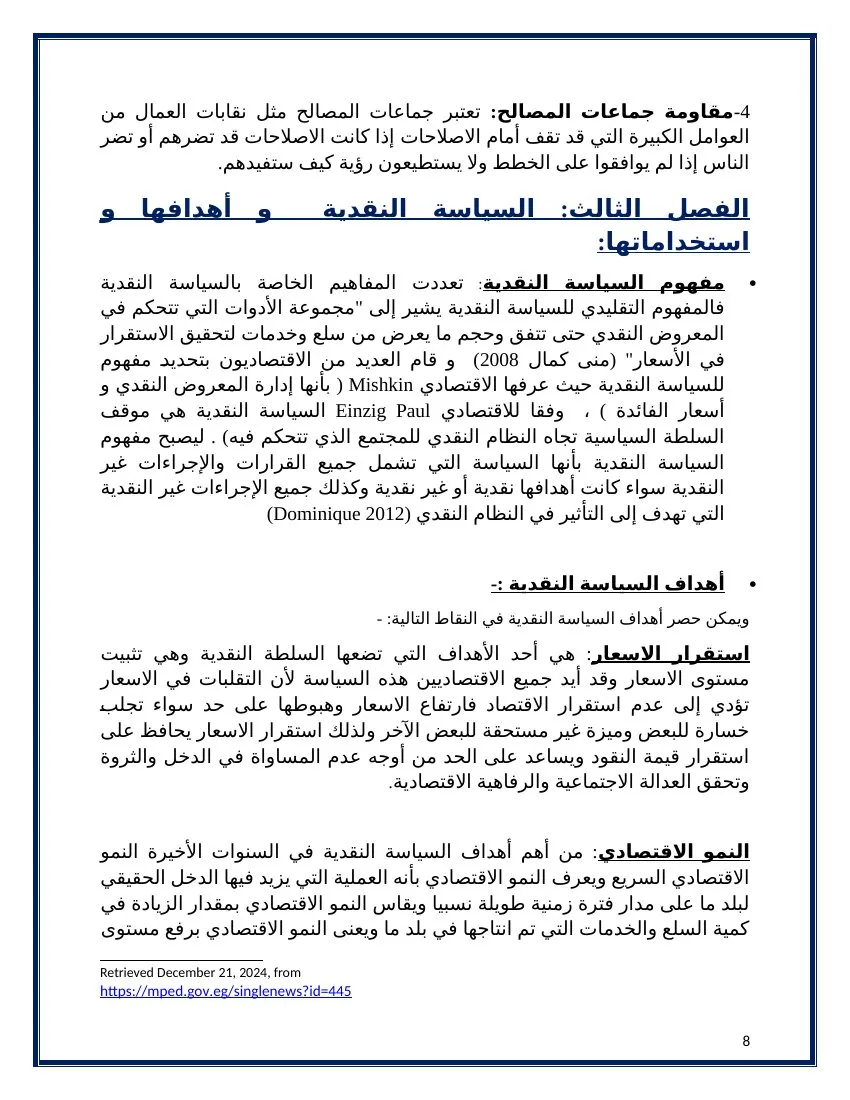 4-مقاومة جماعات المصالح: تعتبر جماعات المصالح مثل نقابات العمال من
العوامل الكبيرة التي قد تقف أمام الاصلاحات إذا كانت الاصلاحات قد تضرهم أو تضر
الناس إذا لم يوافقوا على الخطط ولا يستطيعون رؤية كيف ستفيدهم.
الفصل الثالث: السياسة النقدية و أهدافها و
استخداماتها:
• مفهوم السياسة النقدية: تعددت المفاهيم الخاصة بالسياسة النقدية
فالمفهوم التقليدي للسياسة النقدية يشير إلى "مجموعة الأدوات التي تتحكم في
المعروض النقدي حتى تتفق وحجم ما يعرض من سلع وخدمات لتحقيق الاستقرار
في الأسعار" (منى كمال 2008) و قام العديد من الاقتصاديون بتحديد مفهوم
للسياسة النقدية حيث عرفها الاقتصادي Mishkin ( بأنها إدارة المعروض النقدي و
أسعار الفائدة ) ، وفقا للاقتصادي Einzig Paul السياسة النقدية هي موقف
السلطة السياسية تجاه النظام النقدي للمجتمع الذي تتحكم فيه) . ليصبح مفهوم
السياسة النقدية بأنها السياسة التي تشمل جميع القرارات والإجراءات غير
النقدية سواء كانت أهدافها نقدية أو غير نقدية وكذلك جميع الإجراءات غير النقدية
التي تهدف إلى التأثير في النظام النقدي (Dominique 2012)
• أهداف السياسة النقدية :-
ويمكن حصر أهداف السياسة النقدية في النقاط التالية: -
استقرار الاسعار: هي أحد الأهداف التي تضعها السلطة النقدية وهي تثبيت
مستوى الاسعار وقد أيد جميع الاقتصاديين هذه السياسة لأن التقلبات في الاسعار
تؤدي إلى عدم استقرار الاقتصاد فارتفاع الاسعار وهبوطها على حد سواء تجلب
خسارة للبعض وميزة غير مستحقة للبعض الآخر ولذلك استقرار الاسعار يحافظ على
استقرار قيمة النقود ويساعد على الحد من أوجه عدم المساواة في الدخل والثروة
وتحقق العدالة الاجتماعية والرفاهية الاقتصادية.
النمو الاقتصادي: من أهم أهداف السياسة النقدية في السنوات الأخيرة النمو
الاقتصادي السريع ويعرف النمو الاقتصادي بأنه العملية التي يزيد فيها الدخل الحقيقي
لبلد ما على مدار فترة زمنية طويلة نسبيا ويقاس النمو الاقتصادي بمقدار الزيادة في
كمية السلع والخدمات التي تم انتاجها في بلد ما ويعنى النمو الاقتصادي برفع مستوى
Retrieved December 21, 2024, from
https://mped.gov.eg/singlenews?id=445
8